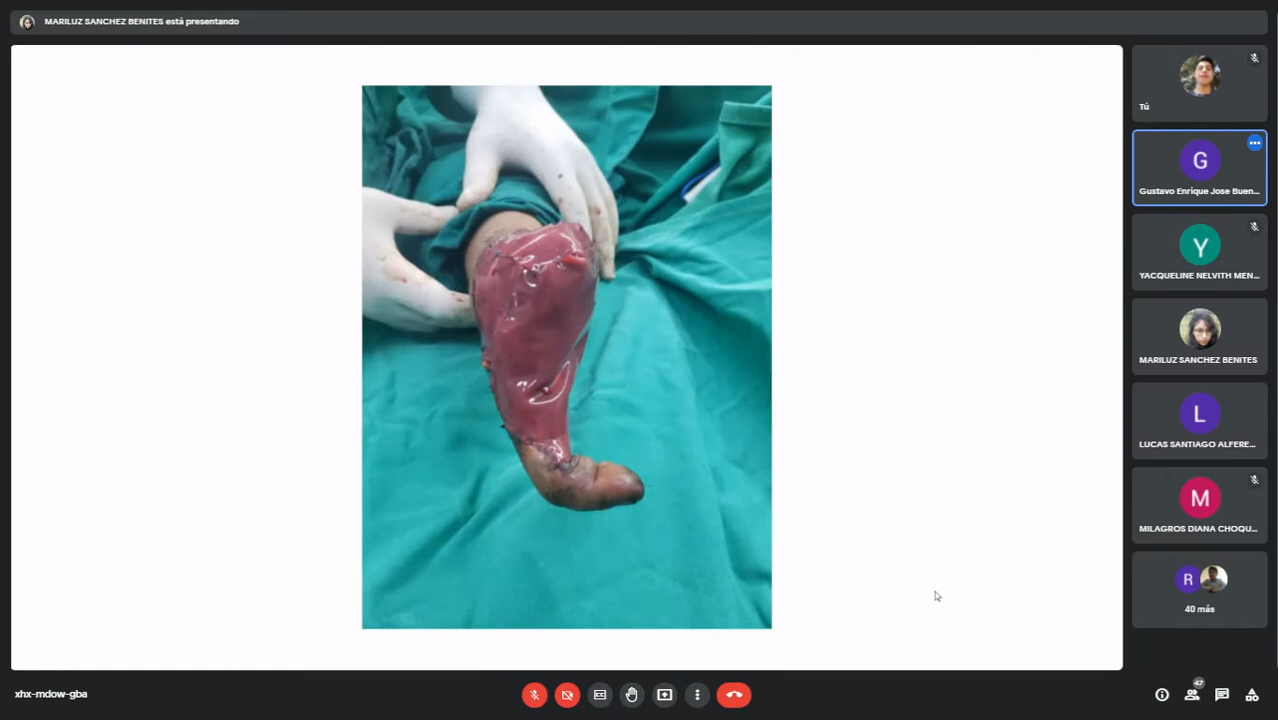 MARILUZ SANCHEZ BENITES está presentando
Tú
G
Gustavo Enrique Jose Buen...
Y
YACQUELINE NELVITH MEN...
MARILUZ SANCHEZ BENITES
L
LUCAS SANTIAGO ALFERE...
M
MILAGROS DIANA CHOQU...
R
40 más
xhx-mdow-gba
47